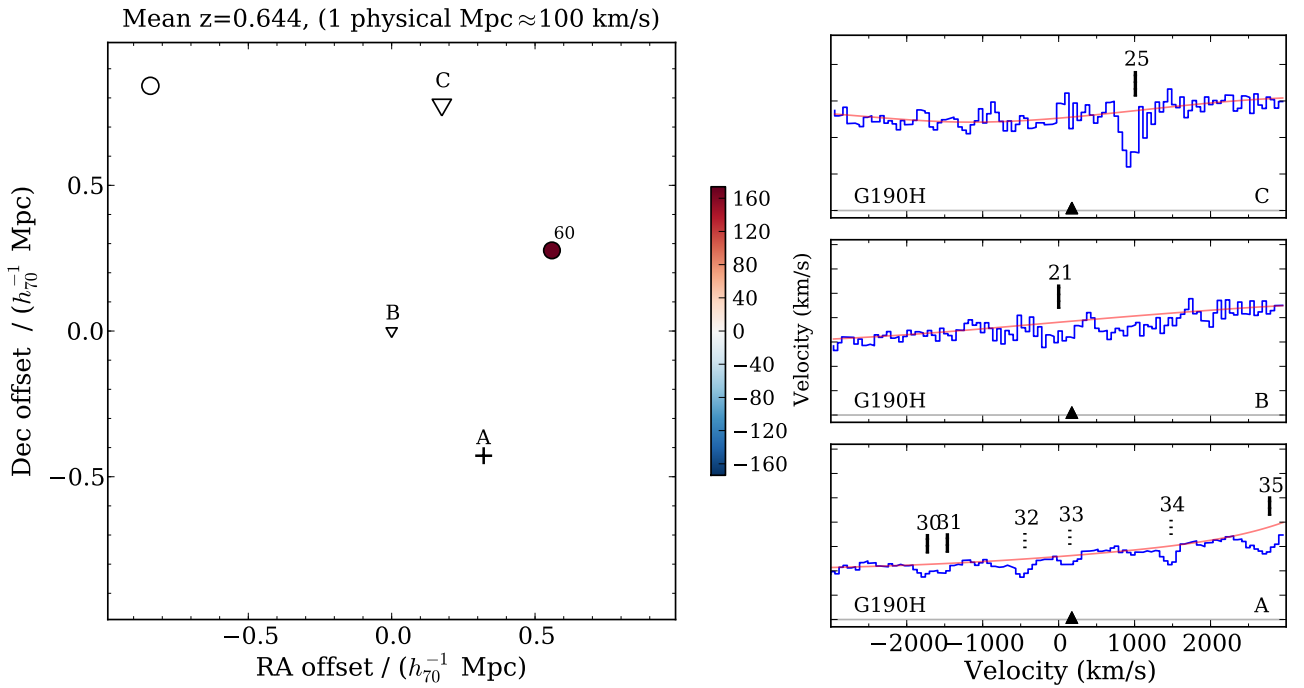 Mean z=0.644, (1 physical Mpc≈100 km/s)
C
60
B
A
0.5
0.0
−0.5
Dec offset / (h₇₀⁻¹ Mpc)
−0.5 0.0 0.5
RA offset / (h₇₀⁻¹ Mpc)
160
120
80
40
0
−40
−80
−120
−160
Velocity (km/s)
25
G190H C
21
G190H B
30 31 32 33 34 35
G190H A
−2000 −1000 0 1000 2000
Velocity (km/s)